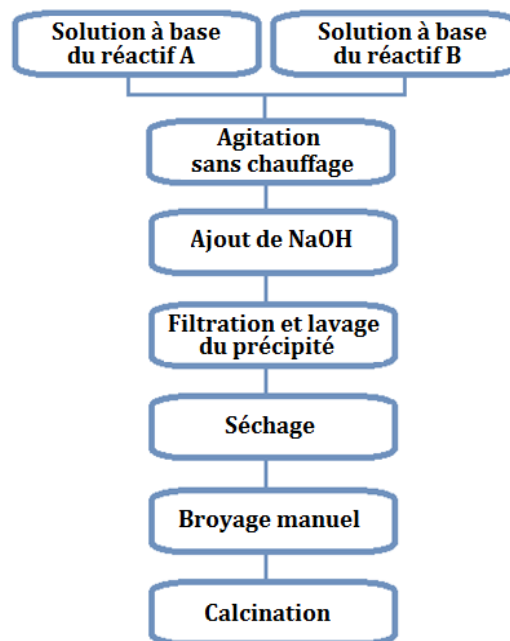 Solution à base
du réactif A
Solution à base
du réactif B
Agitation
sans chauffage
Ajout de NaOH
Filtration et lavage
du précipité
Séchage
Broyage manuel
Calcination